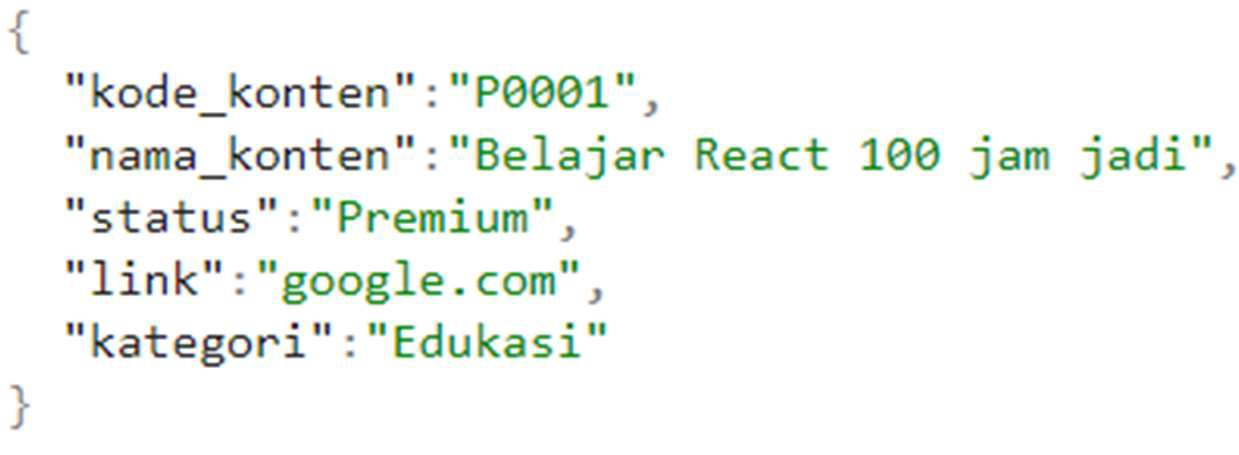 {
"kode_konten":"P0001",
"nama_konten":"Belajar React 100 jam jadi",
"status":"Premium",
"link":"google.com",
"kategori":"Edukasi"
}